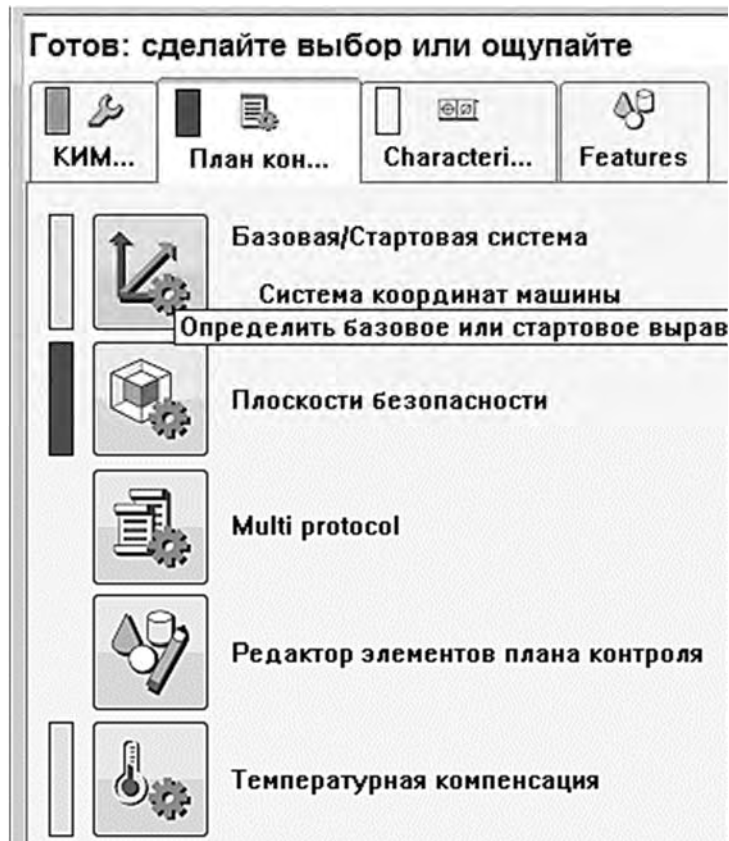 Готов: сделайте выбор или ощупайте
КИМ... План кон... Characteri... Features
Базовая/Стартовая система
Система координат машины
Определить базовое или стартовое вырав
Плоскости безопасности
Multi protocol
Редактор элементов плана контроля
Температурная компенсация